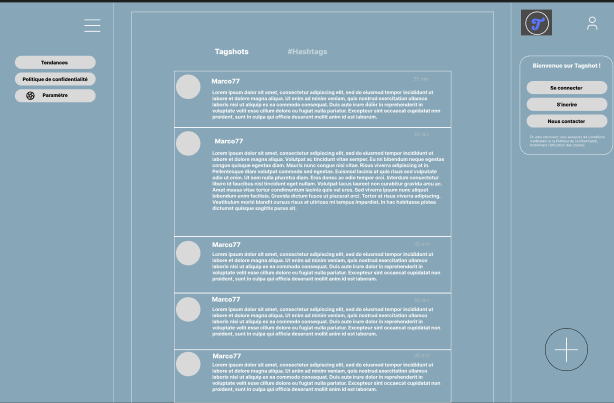 Tagshots
#Hashtags
Tendances
Politique de confidentialité
Paramètre
Bienvenue sur Tagshot !
Se connecter
S'incrire
Nous contacter
Marco77
Lorem ipsum dolor sit amet, consectetur adipiscing elit, sed do eiusmod tempor incididunt ut
labore et dolore magna aliqua. Ut enim ad minim veniam, quis nostrud exercitation ullamco
laboris nisi ut aliquip ex ea commodo consequat. Duis aute irure dolor in reprehenderit in
voluptate velit esse cillum dolore eu fugiat nulla pariatur. Excepteur sint occaecat cupidatat non
proident, sunt in culpa qui officia deserunt mollit anim id est laborum.
Marco77
Lorem ipsum dolor sit amet, consectetur adipiscing elit, sed do eiusmod tempor incididunt ut
labore et dolore magna aliqua. Volutpat ac tincidunt vitae semper. Eu mi bibendum neque egestas
congue quisque egestas diam. Mauris in aliquam sem fringilla. Risus viverra adipiscing at in.
Pellentesque diam volutpat commodo sed egestas. Euismod lacinia at quis risus sed vulputate
odio ut enim. Ut sem nulla pharetra diam. Eros donec ac odio tempor orci. Interdum consectetur
libero id faucibus nisl tincidunt eget nullam. Volutpat lacus laoreet non curabitur gravida arcu ac.
Amet massa vitae tortor condimentum lacinia quis vel eros. Sed viverra ipsum nunc aliquet
bibendum enim facilisis. Gravida dictum fusce ut placerat orci. Tortor at risus viverra adipiscing.
Vestibulum morbi blandit cursus risus at ultrices mi tempus imperdiet. In hac habitasse platea
dictumst quisque sagittis purus sit.
Marco77
Lorem ipsum dolor sit amet, consectetur adipiscing elit, sed do eiusmod tempor incididunt ut
labore et dolore magna aliqua. Ut enim ad minim veniam, quis nostrud exercitation ullamco
laboris nisi ut aliquip ex ea commodo consequat. Duis aute irure dolor in reprehenderit in
voluptate velit esse cillum dolore eu fugiat nulla pariatur. Excepteur sint occaecat cupidatat non
proident, sunt in culpa qui officia deserunt mollit anim id est laborum.
Marco77
Lorem ipsum dolor sit amet, consectetur adipiscing elit, sed do eiusmod tempor incididunt ut
labore et dolore magna aliqua. Ut enim ad minim veniam, quis nostrud exercitation ullamco
laboris nisi ut aliquip ex ea commodo consequat. Duis aute irure dolor in reprehenderit in
voluptate velit esse cillum dolore eu fugiat nulla pariatur. Excepteur sint occaecat cupidatat non
proident, sunt in culpa qui officia deserunt mollit anim id est laborum.
Marco77
Lorem ipsum dolor sit amet, consectetur adipiscing elit, sed do eiusmod tempor incididunt ut
labore et dolore magna aliqua. Ut enim ad minim veniam, quis nostrud exercitation ullamco
laboris nisi ut aliquip ex ea commodo consequat. Duis aute irure dolor in reprehenderit in
voluptate velit esse cillum dolore eu fugiat nulla pariatur. Excepteur sint occaecat cupidatat non
proident, sunt in culpa qui officia deserunt mollit anim id est laborum.